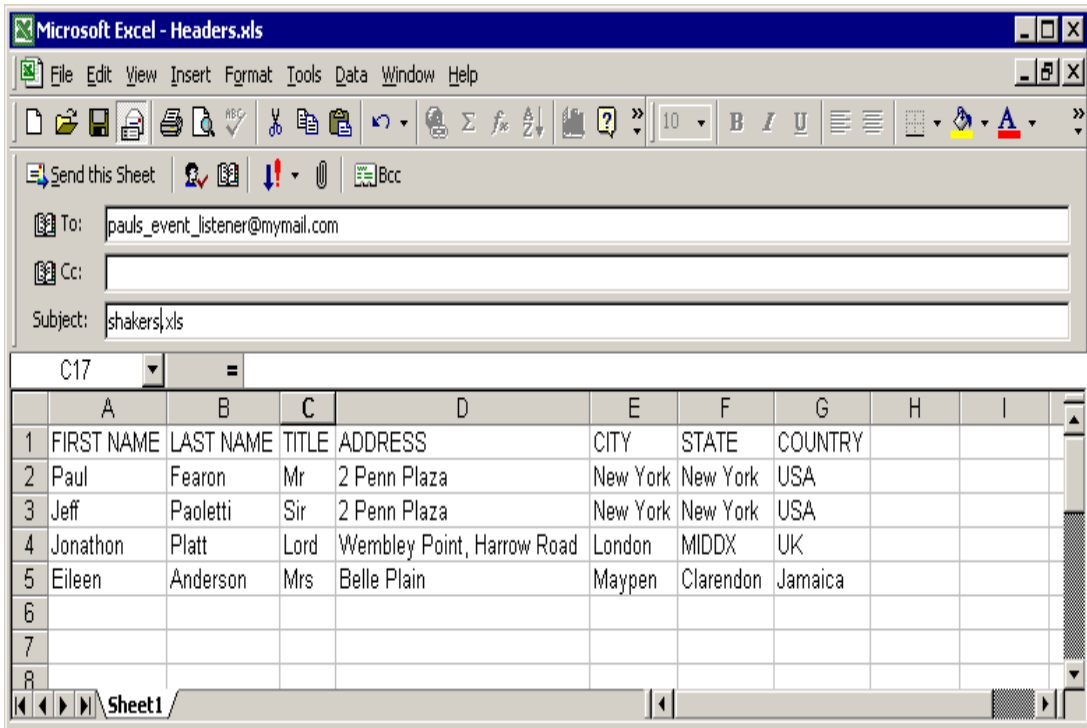 Microsoft Excel - Headers.xls
File Edit View Insert Format Tools Data Window Help
ABC Σ fx A Z ? » 10 B I U A »
Send this Sheet Bcc
To: pauls_event_listener@mymail.com
Cc:
Subject: shakers.xls
C17 =
A B C D E F G H I
1 FIRST NAME LAST NAME TITLE ADDRESS CITY STATE COUNTRY
2 Paul Fearon Mr 2 Penn Plaza New York New York USA
3 Jeff Paoletti Sir 2 Penn Plaza New York New York USA
4 Jonathon Platt Lord Wembley Point, Harrow Road London MIDDX UK
5 Eileen Anderson Mrs Belle Plain Maypen Clarendon Jamaica
6
7
8
Sheet1